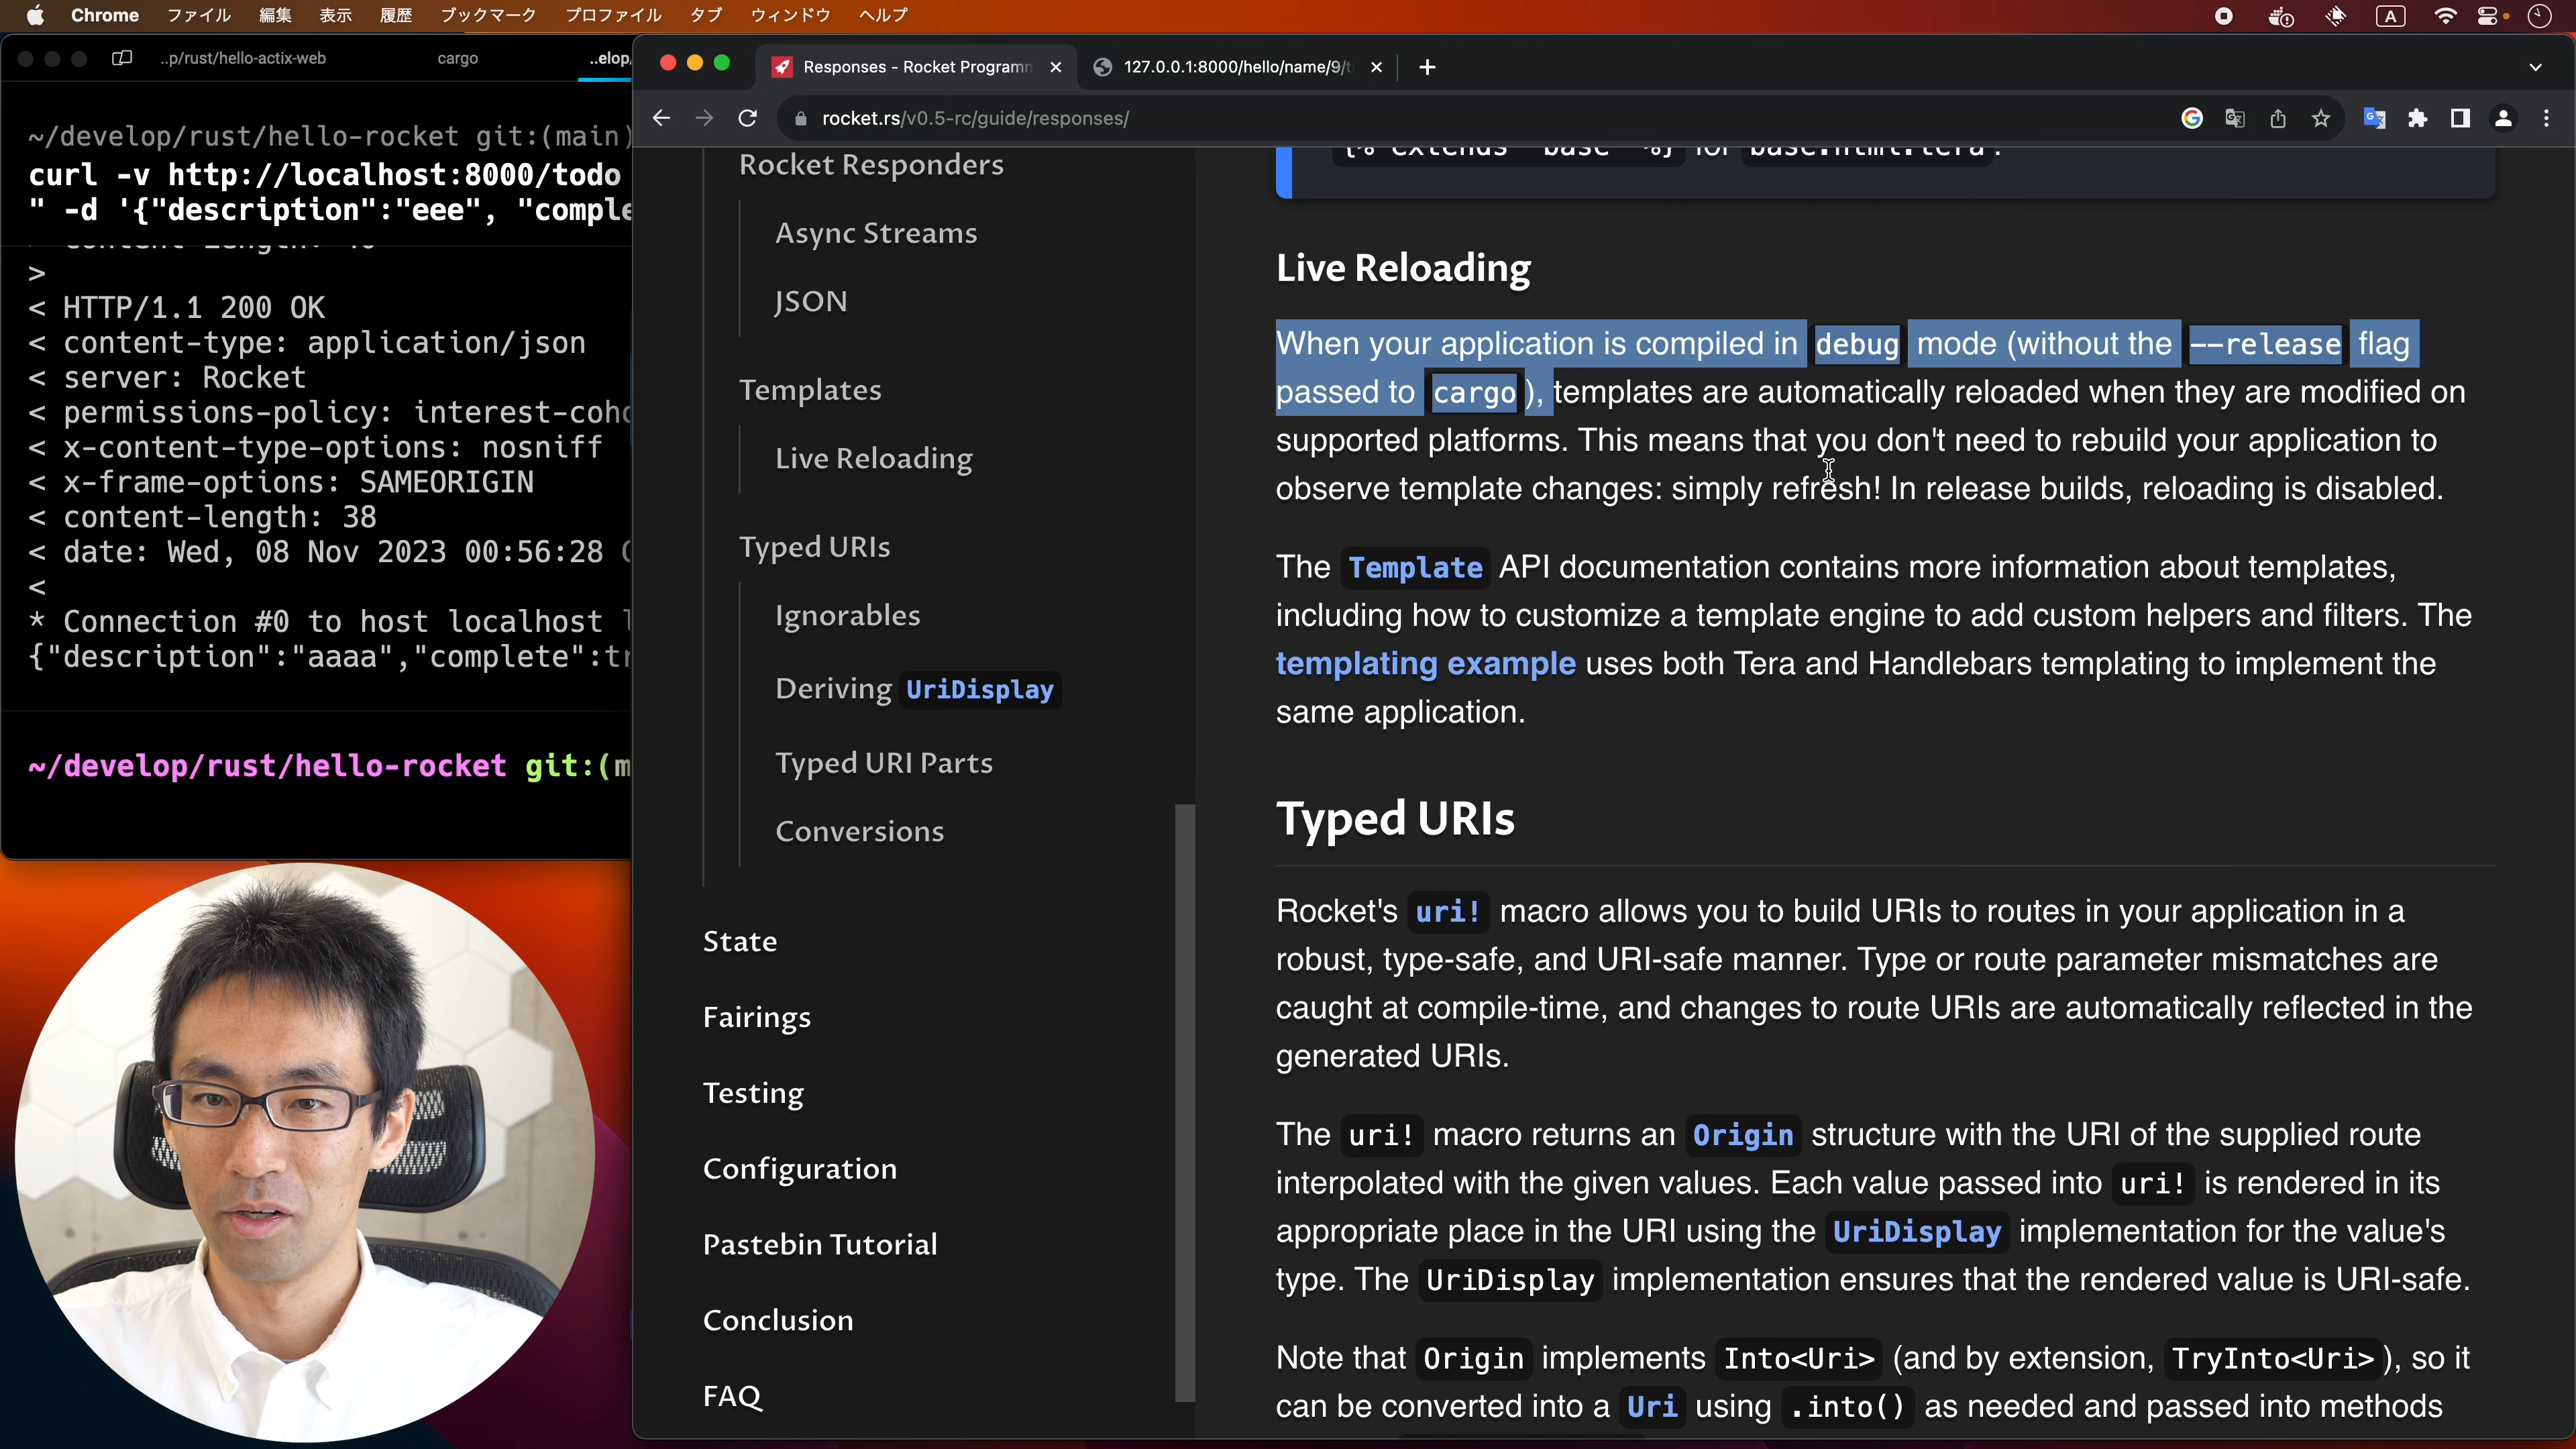 Chrome ファイル 編集 表示 履歴 ブックマーク プロファイル タブ ウィンドウ ヘルプ A
..p/rust/hello-actix-web cargo ..elop/
~/develop/rust/hello-rocket git:(main)
curl -v http://localhost:8000/todo
" -d '{"description":"eee", "comple
>
< HTTP/1.1 200 OK
< content-type: application/json
< server: Rocket
< permissions-policy: interest-coho
< x-content-type-options: nosniff
< x-frame-options: SAMEORIGIN
< content-length: 38
< date: Wed, 08 Nov 2023 00:56:28
<
* Connection #0 to host localhost l
{"description":"aaaa","complete":tr
~/develop/rust/hello-rocket git:(m
Responses - Rocket Programm
127.0.0.1:8000/hello/name/9/t
rocket.rs/v0.5-rc/guide/responses/
Rocket Responders
Async Streams
JSON
Templates
Live Reloading
Typed URIs
Ignorables
Deriving UriDisplay
Typed URI Parts
Conversions
State
Fairings
Testing
Configuration
Pastebin Tutorial
Conclusion
FAQ
{% extends "base" %} for base.html.tera.
Live Reloading
When your application is compiled in debug mode (without the --release flag
passed to cargo), templates are automatically reloaded when they are modified on
supported platforms. This means that you don't need to rebuild your application to
observe template changes: simply refresh! In release builds, reloading is disabled.
The Template API documentation contains more information about templates,
including how to customize a template engine to add custom helpers and filters. The
templating example uses both Tera and Handlebars templating to implement the
same application.
Typed URIs
Rocket's uri! macro allows you to build URIs to routes in your application in a
robust, type-safe, and URI-safe manner. Type or route parameter mismatches are
caught at compile-time, and changes to route URIs are automatically reflected in the
generated URIs.
The uri! macro returns an Origin structure with the URI of the supplied route
interpolated with the given values. Each value passed into uri! is rendered in its
appropriate place in the URI using the UriDisplay implementation for the value's
type. The UriDisplay implementation ensures that the rendered value is URI-safe.
Note that Origin implements Into<Uri> (and by extension, TryInto<Uri>), so it
can be converted into a Uri using .into() as needed and passed into methods